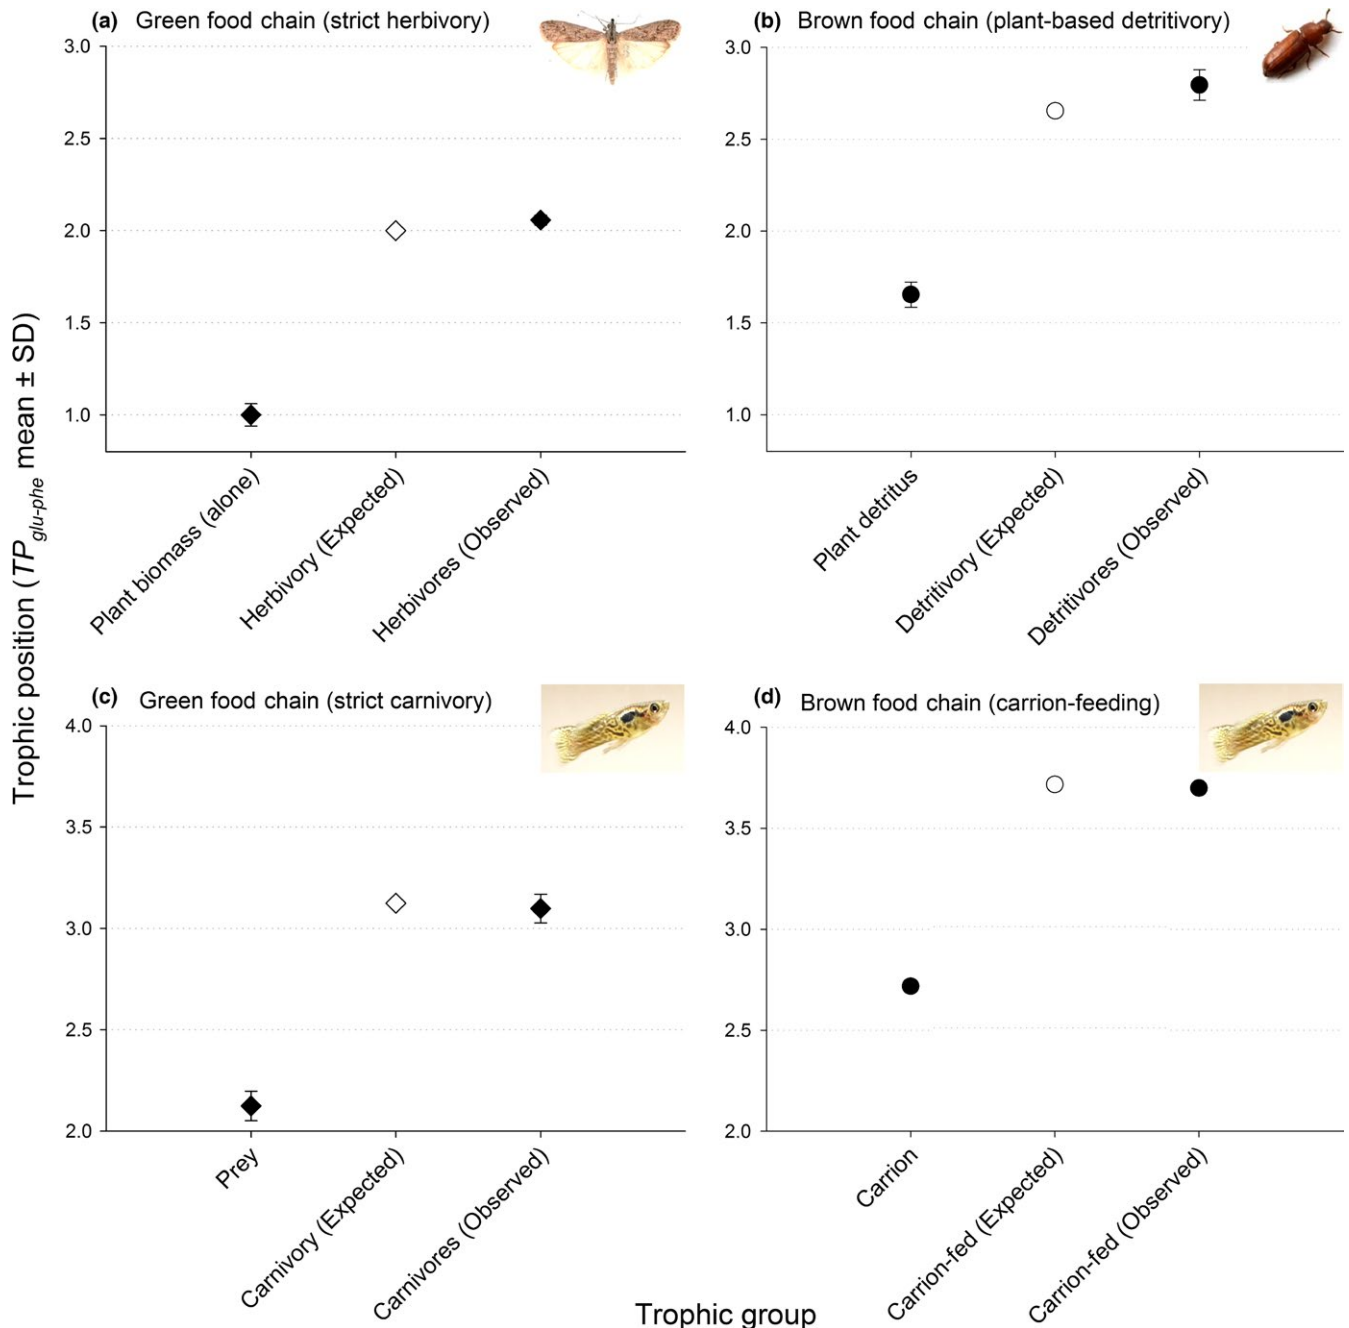 (a) Green food chain (strict herbivory)
3.0
2.5
2.0
1.5
1.0
Plant biomass (alone)
Herbivory (Expected)
Herbivores (Observed)
(b) Brown food chain (plant-based detritivory)
3.0
2.5
2.0
1.5
1.0
Plant detritus
Detritivory (Expected)
Detritivores (Observed)
Trophic position (TP glu-phe mean ± SD)
(c) Green food chain (strict carnivory)
4.0
3.5
3.0
2.5
2.0
Prey
Carnivory (Expected)
Carnivores (Observed)
(d) Brown food chain (carrion-feeding)
4.0
3.5
3.0
2.5
2.0
Carrion
Carrion-fed (Expected)
Carrion-fed (Observed)
Trophic group